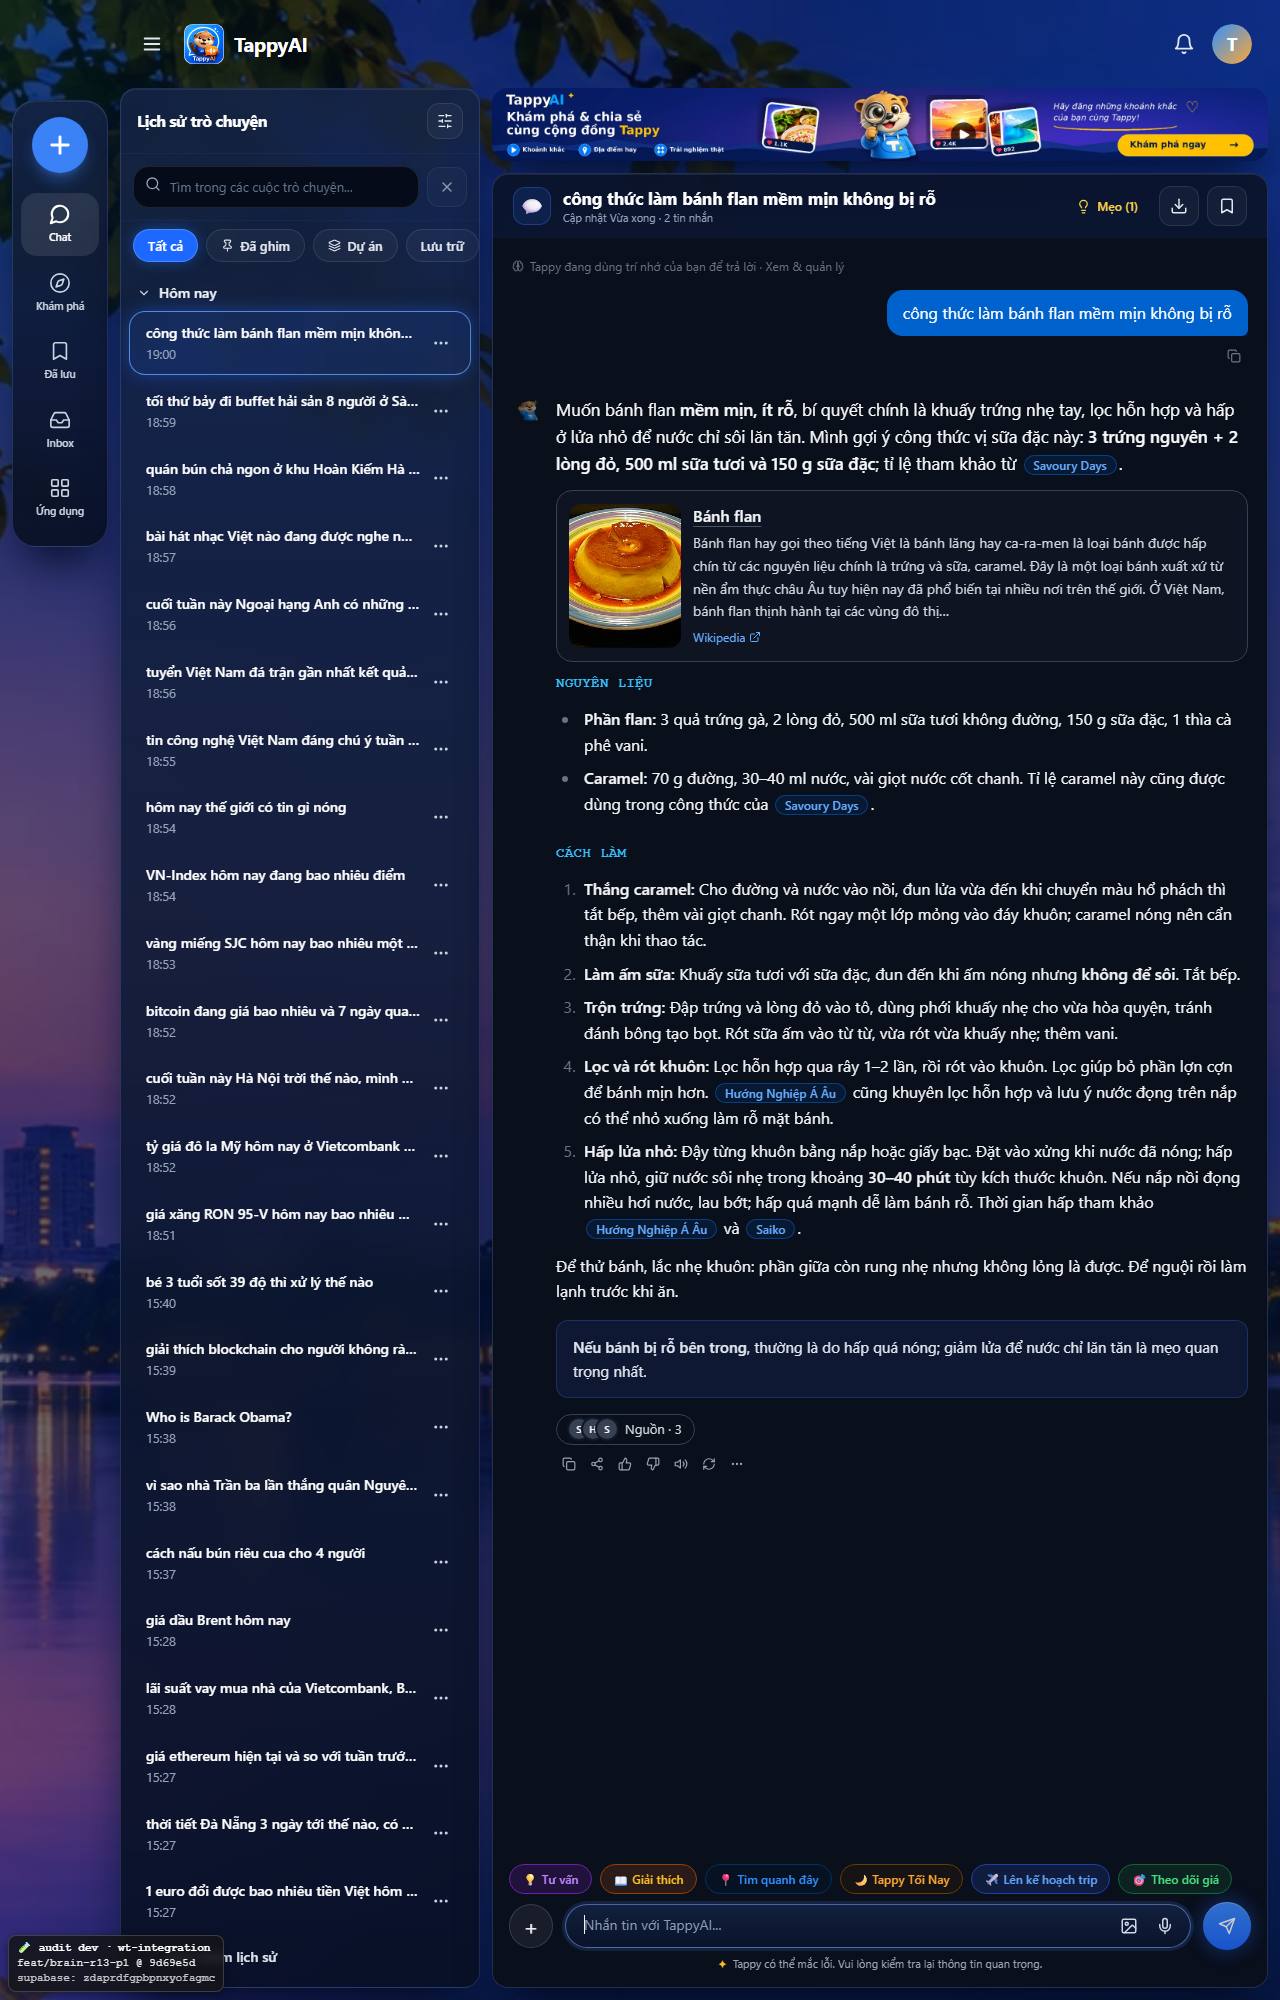 TappyAI
T
Lịch sử trò chuyện
Tìm trong các cuộc trò chuyện...
Tất cả
Đã ghim
Dự án
Lưu trữ
Chat
Khám phá
Đã lưu
Inbox
Ứng dụng
Hôm nay
công thức làm bánh flan mềm mịn khôn...
19:00
tối thứ bảy đi buffet hải sản 8 người ở Sà...
18:59
quán bún chả ngon ở khu Hoàn Kiếm Hà ...
18:58
bài hát nhạc Việt nào đang được nghe n...
18:57
cuối tuần này Ngoại hạng Anh có những ...
18:56
tuyển Việt Nam đá trận gần nhất kết quả...
18:56
tin công nghệ Việt Nam đáng chú ý tuần ...
18:55
hôm nay thế giới có tin gì nóng
18:54
VN-Index hôm nay đang bao nhiêu điểm
18:54
vàng miếng SJC hôm nay bao nhiêu một ...
18:53
bitcoin đang giá bao nhiêu và 7 ngày qua...
18:52
cuối tuần này Hà Nội trời thế nào, mình ...
18:52
tỷ giá đô la Mỹ hôm nay ở Vietcombank ...
18:52
giá xăng RON 95-V hôm nay bao nhiêu ...
18:51
bé 3 tuổi sốt 39 độ thì xử lý thế nào
15:40
giải thích blockchain cho người không rà...
15:39
Who is Barack Obama?
15:38
vì sao nhà Trần ba lần thắng quân Nguyê...
15:38
cách nấu bún riêu cua cho 4 người
15:37
giá dầu Brent hôm nay
15:28
lãi suất vay mua nhà của Vietcombank, B...
15:28
giá ethereum hiện tại và so với tuần trướ...
15:27
thời tiết Đà Nẵng 3 ngày tới thế nào, có ...
15:27
1 euro đổi được bao nhiêu tiền Việt hôm ...
15:27
lịch sử
audit dev · wt-integration
feat/brain-r13-p1 @ 9d69e5d
supabase: zdaprdfgpbpnxyofagmc
TappyAI
Khám phá & chia sẻ
cùng cộng đồng Tappy
Khoảnh khắc
Địa điểm hay
Trải nghiệm thật
1.1K
2.4K
892
Hãy đăng những khoảnh khắc
của bạn cùng Tappy!
Khám phá ngay →
công thức làm bánh flan mềm mịn không bị rỗ
Cập nhật Vừa xong · 2 tin nhắn
Mẹo (1)
Tappy đang dùng trí nhớ của bạn để trả lời · Xem & quản lý
công thức làm bánh flan mềm mịn không bị rỗ
Muốn bánh flan mềm mịn, ít rỗ, bí quyết chính là khuấy trứng nhẹ tay, lọc hỗn hợp và hấp
ở lửa nhỏ để nước chỉ sôi lăn tăn. Mình gợi ý công thức vị sữa đặc này: 3 trứng nguyên + 2
lòng đỏ, 500 ml sữa tươi và 150 g sữa đặc; tỉ lệ tham khảo từ Savoury Days.
Bánh flan
Bánh flan hay gọi theo tiếng Việt là bánh lăng hay ca-ra-men là loại bánh được hấp
chín từ các nguyên liệu chính là trứng và sữa, caramel. Đây là một loại bánh xuất xứ từ
nền ẩm thực châu Âu tuy hiện nay đã phổ biến tại nhiều nơi trên thế giới. Ở Việt Nam,
bánh flan thịnh hành tại các vùng đô thị...
Wikipedia
NGUYÊN LIỆU
• Phần flan: 3 quả trứng gà, 2 lòng đỏ, 500 ml sữa tươi không đường, 150 g sữa đặc, 1 thìa cà
phê vani.
• Caramel: 70 g đường, 30–40 ml nước, vài giọt nước cốt chanh. Tỉ lệ caramel này cũng được
dùng trong công thức của Savoury Days.
CÁCH LÀM
1. Thắng caramel: Cho đường và nước vào nồi, đun lửa vừa đến khi chuyển màu hổ phách thì
tắt bếp, thêm vài giọt chanh. Rót ngay một lớp mỏng vào đáy khuôn; caramel nóng nên cẩn
thận khi thao tác.
2. Làm ấm sữa: Khuấy sữa tươi với sữa đặc, đun đến khi ấm nóng nhưng không để sôi. Tắt bếp.
3. Trộn trứng: Đập trứng và lòng đỏ vào tô, dùng phới khuấy nhẹ cho vừa hòa quyện, tránh
đánh bông tạo bọt. Rót sữa ấm vào từ từ, vừa rót vừa khuấy nhẹ; thêm vani.
4. Lọc và rót khuôn: Lọc hỗn hợp qua rây 1–2 lần, rồi rót vào khuôn. Lọc giúp bỏ phần lợn cợn
để bánh mịn hơn. Hướng Nghiệp Á Âu cũng khuyên lọc hỗn hợp và lưu ý nước đọng trên nắp
có thể nhỏ xuống làm rỗ mặt bánh.
5. Hấp lửa nhỏ: Đậy từng khuôn bằng nắp hoặc giấy bạc. Đặt vào xửng khi nước đã nóng; hấp
lửa nhỏ, giữ nước sôi nhẹ trong khoảng 30–40 phút tùy kích thước khuôn. Nếu nắp nồi đọng
nhiều hơi nước, lau bớt; hấp quá mạnh dễ làm bánh rỗ. Thời gian hấp tham khảo
Hướng Nghiệp Á Âu và Saiko.
Để thử bánh, lắc nhẹ khuôn: phần giữa còn rung nhẹ nhưng không lỏng là được. Để nguội rồi làm
lạnh trước khi ăn.
Nếu bánh bị rỗ bên trong, thường là do hấp quá nóng; giảm lửa để nước chỉ lăn tăn là mẹo quan
trọng nhất.
S H S Nguồn · 3
Tư vấn
Giải thích
Tìm quanh đây
Tappy Tối Nay
Lên kế hoạch trip
Theo dõi giá
Nhắn tin với TappyAI...
Tappy có thể mắc lỗi. Vui lòng kiểm tra lại thông tin quan trọng.